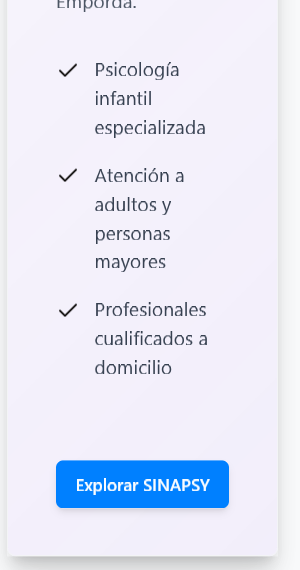 Empordà.
Psicología
infantil
especializada
Atención a
adultos y
personas
mayores
Profesionales
cualificados a
domicilio
Explorar SINAPSY